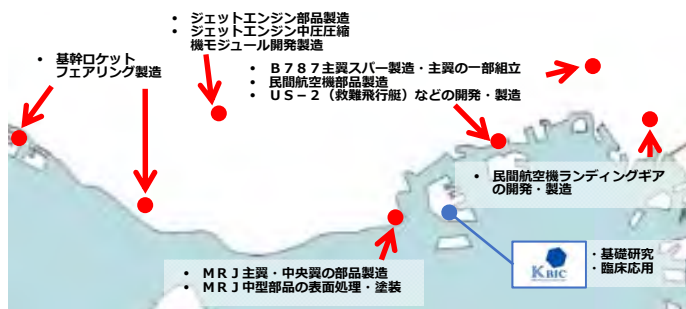 • ジェットエンジン部品製造
• ジェットエンジン中圧圧縮
機モジュール開発製造
• 基幹ロケット
フェアリング製造
• Ｂ７８７主翼スパー製造・主翼の一部組立
• 民間航空機部品製造
• ＵＳ－２（救難飛行艇）などの開発・製造
• 民間航空機ランディングギア
の開発・製造
• ＭＲＪ主翼・中央翼の部品製造
• ＭＲＪ中型部品の表面処理・塗装
KBIC
・基礎研究
・臨床応用